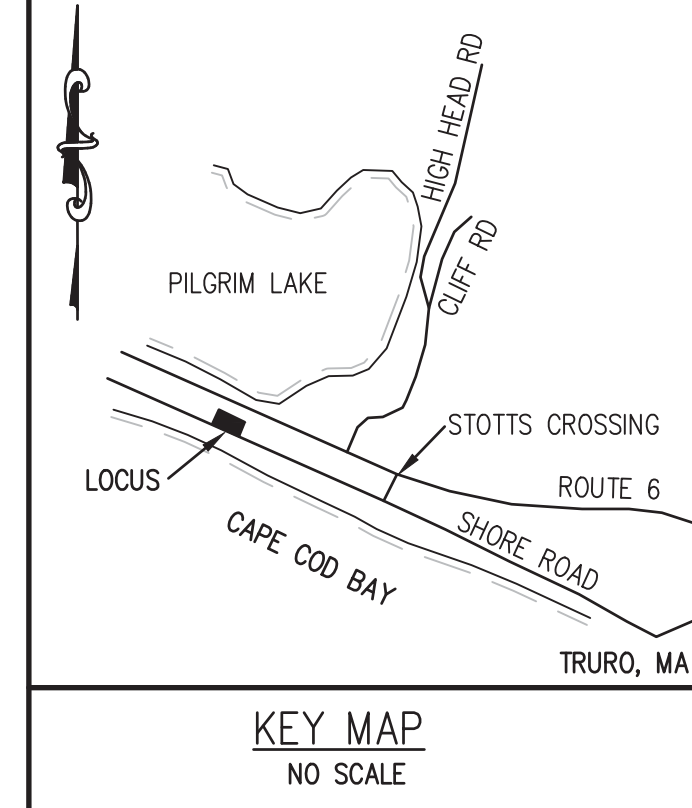 HIGH HEAD RD
CLIFF RD
PILGRIM LAKE
STOTTS CROSSING
LOCUS
ROUTE 6
SHORE ROAD
CAPE COD BAY
TRURO, MA
KEY MAP
NO SCALE